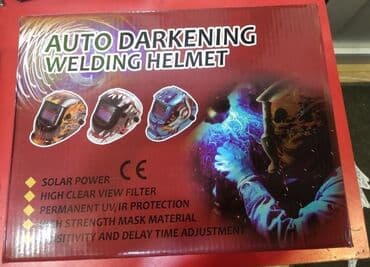 AUTO DARKENING
WELDING HELMET
CE
SOLAR POWER
HIGH CLEAR VIEW FILTER
PERMANENT UV/IR PROTECTION
STRENGTH MASK MATERIAL
AND DELAY TIME ADJUSTMENT